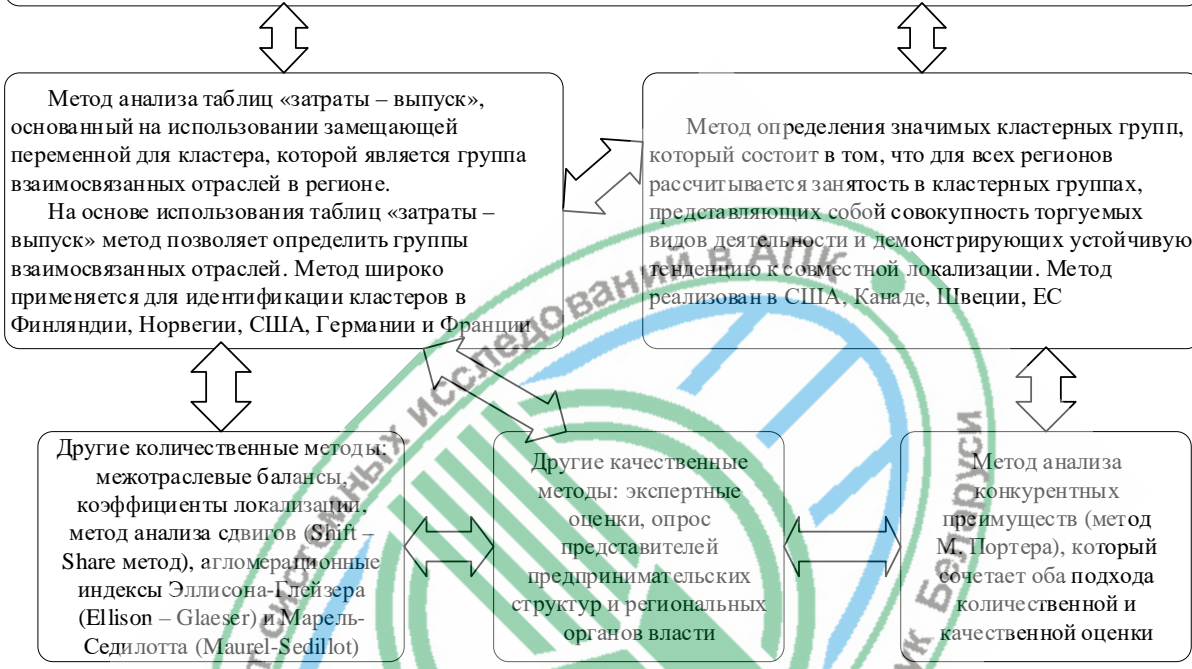 Метод анализа таблиц «затраты – выпуск»,
основанный на использовании замещающей
переменной для кластера, которой является группа
взаимосвязанных отраслей в регионе.
На основе использования таблиц «затраты –
выпуск» метод позволяет определить группы
взаимосвязанных отраслей. Метод широко
применяется для идентификации кластеров в
Финляндии, Норвегии, США, Германии и Франции
Метод определения значимых кластерных групп,
который состоит в том, что для всех регионов
рассчитывается занятость в кластерных группах,
представляющих собой совокупность торгуемых
видов деятельности и демонстрирующих устойчивую
тенденцию к совместной локализации. Метод
реализован в США, Канаде, Швеции, ЕС
Другие количественные методы:
межотраслевые балансы,
коэффициенты локализации,
метод анализа сдвигов (Shift –
Share метод), агломерационные
индексы Эллисона-Глейзера
(Ellison – Glaeser) и Марель-
Седилотта (Maurel-Sedillot)
Другие качественные
методы: экспертные
оценки, опрос
представителей
предпринимательских
структур и региональных
органов власти
Метод анализа
конкурентных
преимуществ (метод
М. Портера), который
сочетает оба подхода
количественной и
качественной оценки
системных исследований в АПК
Беларуси